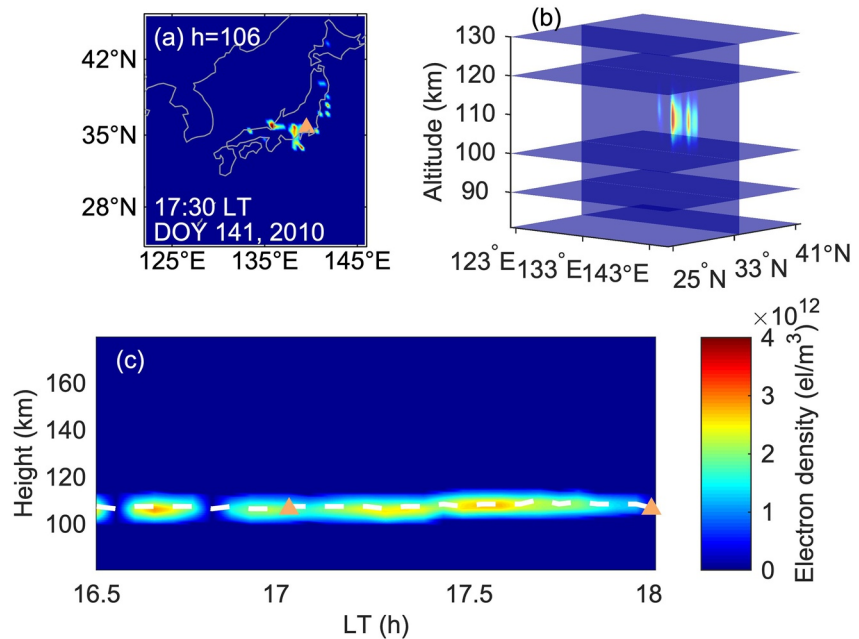 (a) h=106
42°N
35°N
28°N
17:30 LT
DOY 141, 2010
125°E 135°E 145°E
(b)
130
120
110
100
90
Altitude (km)
123°E 133°E 143°E
25°N 33°N 41°N
(c)
160
140
120
100
Height (km)
16.5 17 17.5 18
LT (h)
×10¹²
4
3
2
1
0
Electron density (el/m³)